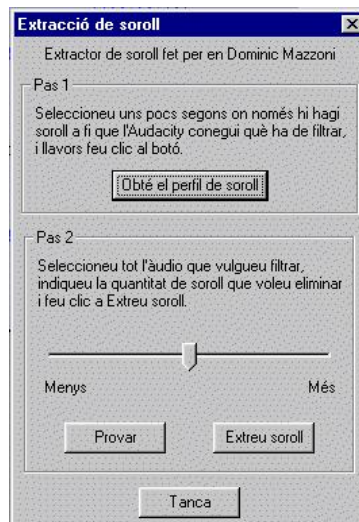 Extracció de soroll
Extractor de soroll fet per en Dominic Mazzoni
Pas 1
Seleccioneu uns pocs segons on només hi hagi
soroll a fi que l'Audacity conegui què ha de filtrar,
i llavors feu clic al botó.
Obté el perfil de soroll
Pas 2
Seleccioneu tot l'àudio que vulgueu filtrar,
indiqueu la quantitat de soroll que voleu eliminar
i feu clic a Extreu soroll.
Menys Més
Provar Extreu soroll
Tanca